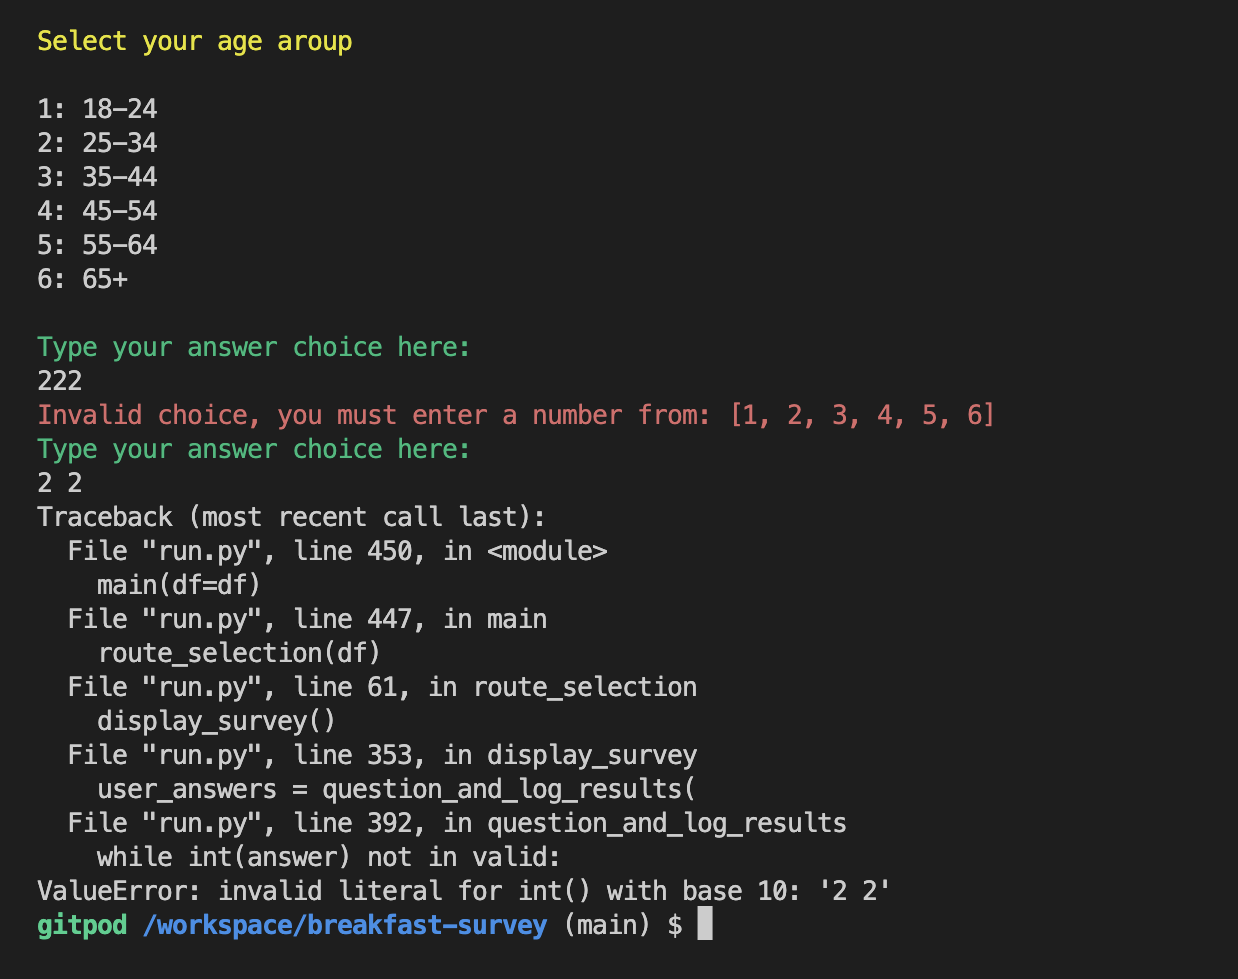 Select your age aroup
1: 18-24
2: 25-34
3: 35-44
4: 45-54
5: 55-64
6: 65+
Type your answer choice here:
222
Invalid choice, you must enter a number from: [1, 2, 3, 4, 5, 6]
Type your answer choice here:
2 2
Traceback (most recent call last):
  File "run.py", line 450, in <module>
    main(df=df)
  File "run.py", line 447, in main
    route_selection(df)
  File "run.py", line 61, in route_selection
    display_survey()
  File "run.py", line 353, in display_survey
    user_answers = question_and_log_results(
  File "run.py", line 392, in question_and_log_results
    while int(answer) not in valid:
ValueError: invalid literal for int() with base 10: '2 2'
gitpod /workspace/breakfast-survey (main) $